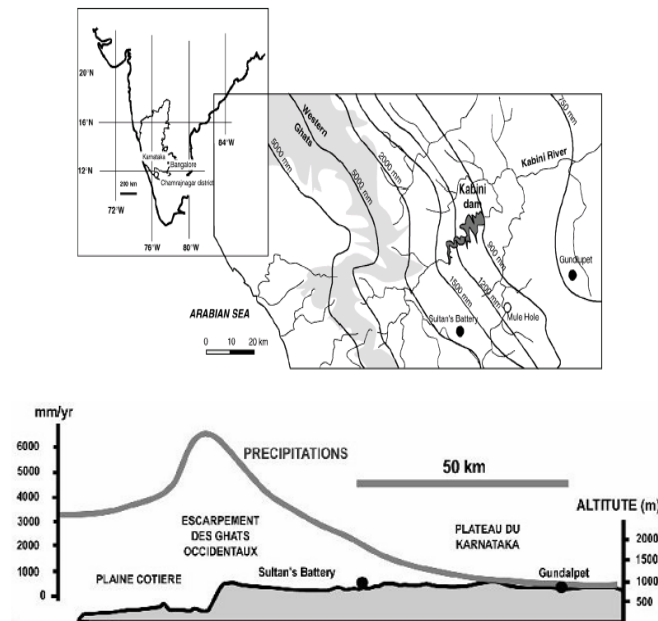 20°N
16°N
84°W
Karnataka
Bangalore
12°N
Chamrajnagar district
200 km
72°W
76°W
80°W
Western
Ghats
5000 mm
5000 mm
2000 mm
750 mm
Kabini River
Kabini
dam
900 mm
Gundlupet
1500 mm
1200 mm
Mule Hole
Sultan's Battery
ARABIAN SEA
0 10 20 km
mm/yr
6000
5000
4000
3000
2000
1000
0
PRECIPITATIONS
50 km
ALTITUTE (m)
ESCARPEMENT
DES GHATS
OCCIDENTAUX
PLATEAU DU
KARNATAKA
2000
1500
1000
500
PLAINE COTIERE
Sultan's Battery
Gundalpet